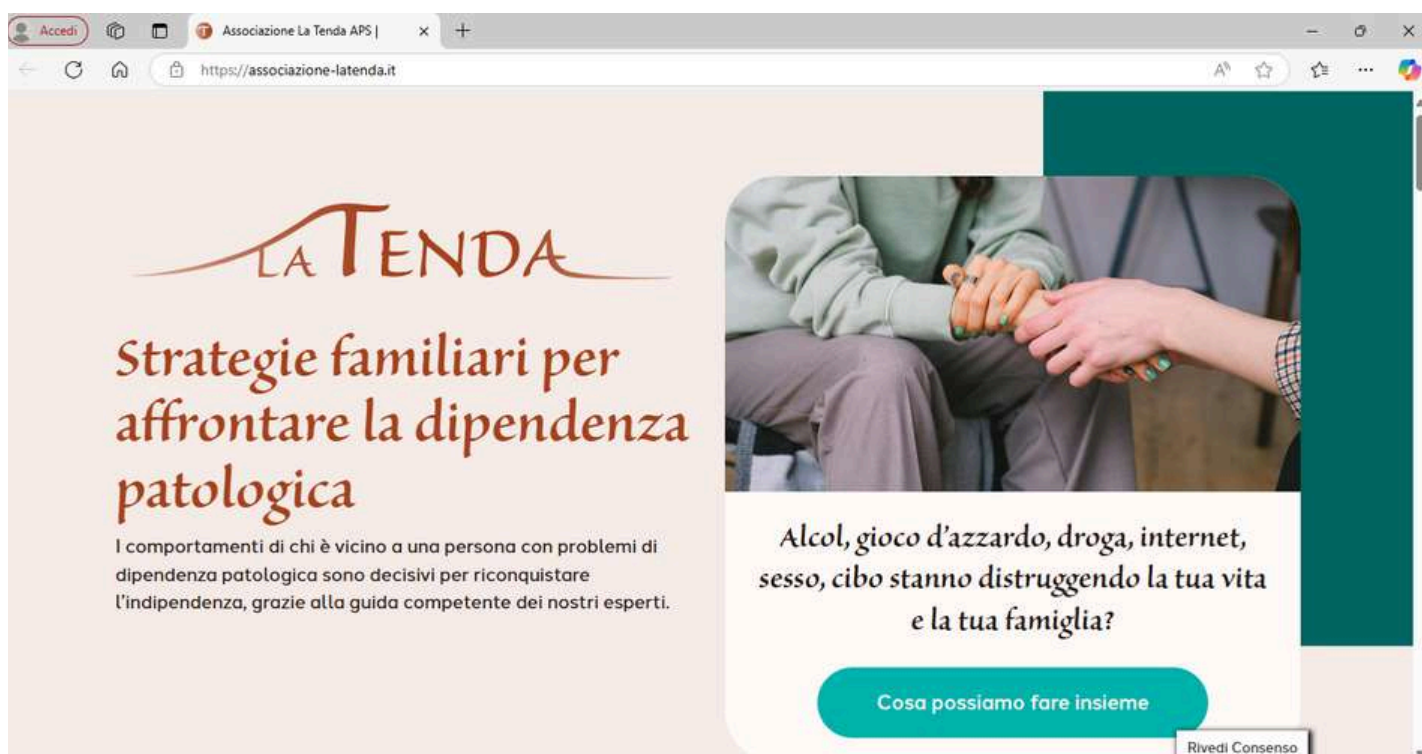 Accedi
Associazione La Tenda APS |
https://associazione-latenda.it
LA TENDA
Strategie familiari per
affrontare la dipendenza
patologica
I comportamenti di chi è vicino a una persona con problemi di
dipendenza patologica sono decisivi per riconquistare
l'indipendenza, grazie alla guida competente dei nostri esperti.
Alcol, gioco d'azzardo, droga, internet,
sesso, cibo stanno distruggendo la tua vita
e la tua famiglia?
Cosa possiamo fare insieme
Rivedi Consenso